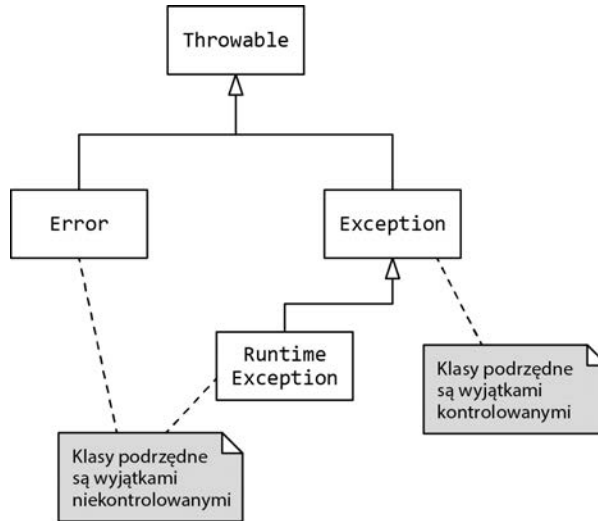 Throwable
Error
Exception
Runtime
Exception
Klasy podrzędne
są wyjątkami
kontrolowanymi
Klasy podrzędne
są wyjątkami
niekontrolowanymi